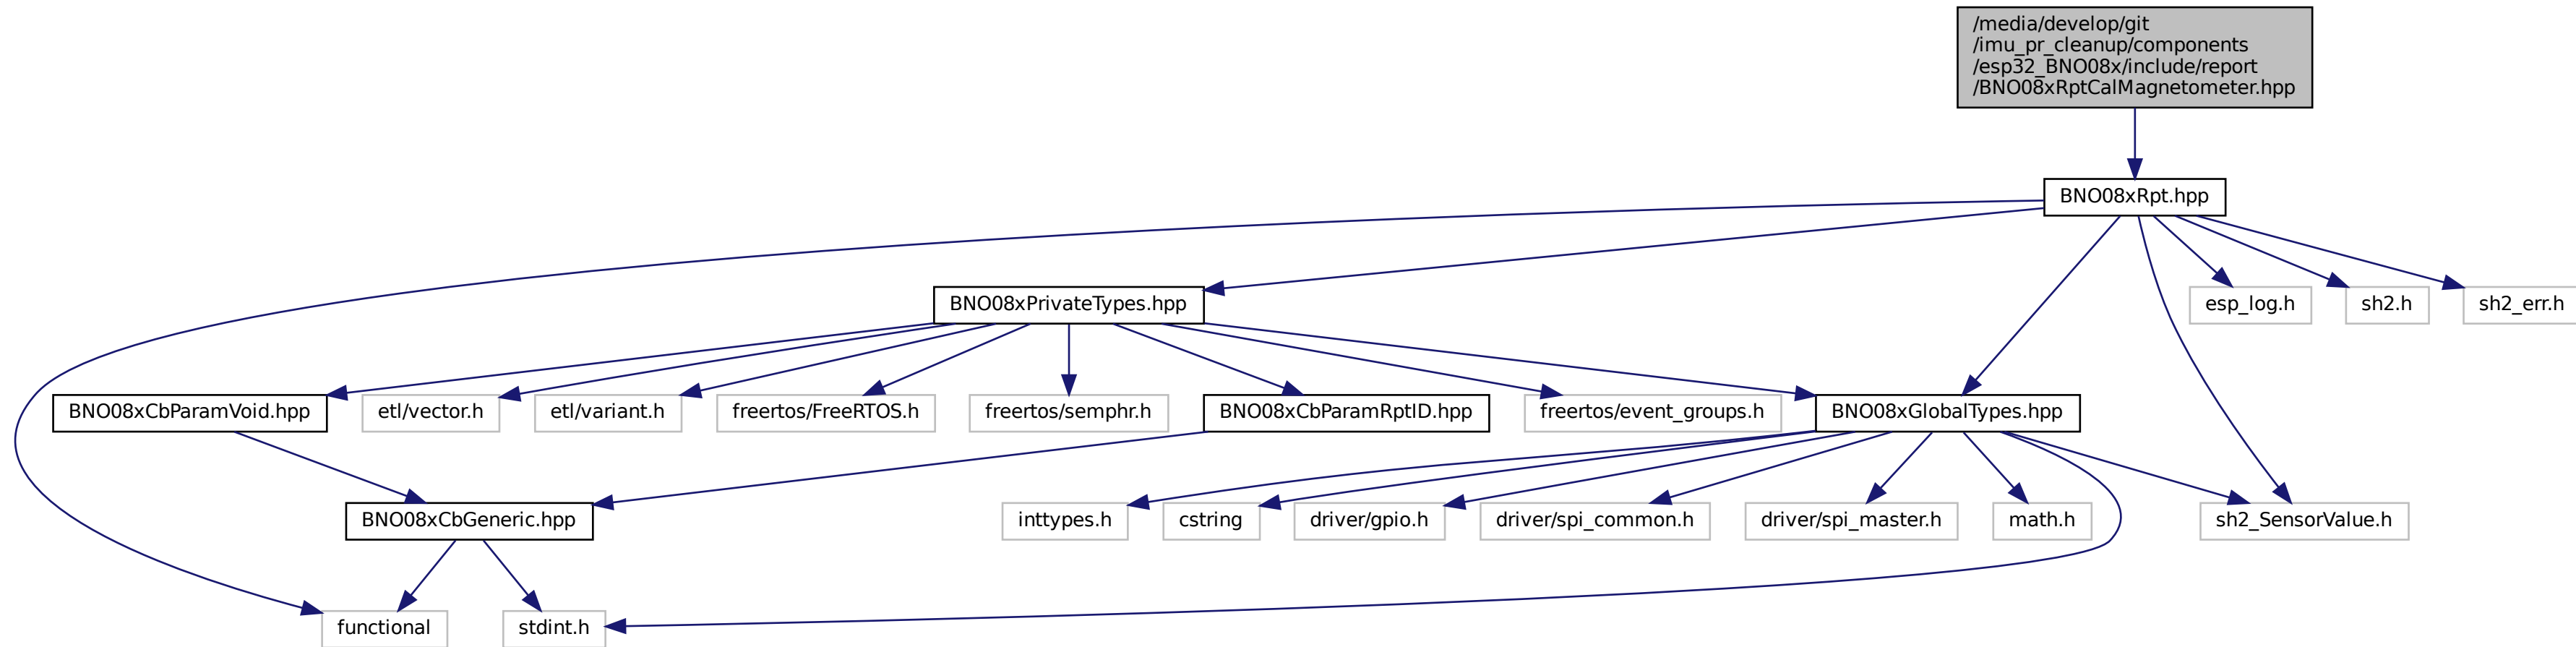 /media/develop/git
/imu_pr_cleanup/components
/esp32_BNO08x/include/report
/BNO08xRptCalMagnetometer.hpp
BNO08xRpt.hpp
BNO08xPrivateTypes.hpp
esp_log.h
sh2.h
sh2_err.h
BNO08xCbParamVoid.hpp
etl/vector.h
etl/variant.h
freertos/FreeRTOS.h
freertos/semphr.h
BNO08xCbParamRptID.hpp
freertos/event_groups.h
BNO08xGlobalTypes.hpp
BNO08xCbGeneric.hpp
inttypes.h
cstring
driver/gpio.h
driver/spi_common.h
driver/spi_master.h
math.h
sh2_SensorValue.h
functional
stdint.h